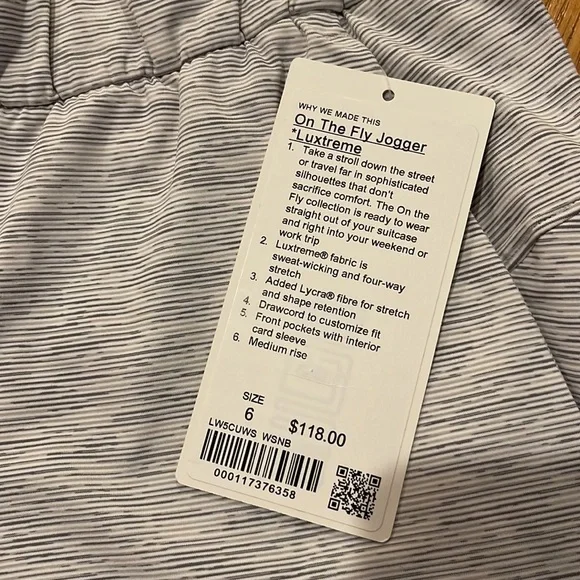 WHY WE MADE THIS
On The Fly Jogger
*Luxtreme
1. Take a stroll down the street
or travel far in sophisticated
silhouettes that don't
sacrifice comfort. The On the
Fly collection is ready to wear
straight out of your suitcase
and right into your weekend or
work trip
2. Luxtreme® fabric is
sweat-wicking and four-way
stretch
3. Added Lycra® fibre for stretch
and shape retention
4. Drawcord to customize fit
5. Front pockets with interior
card sleeve
6. Medium rise
SIZE
6 $118.00
LW5CUWS WSNB
000117376358